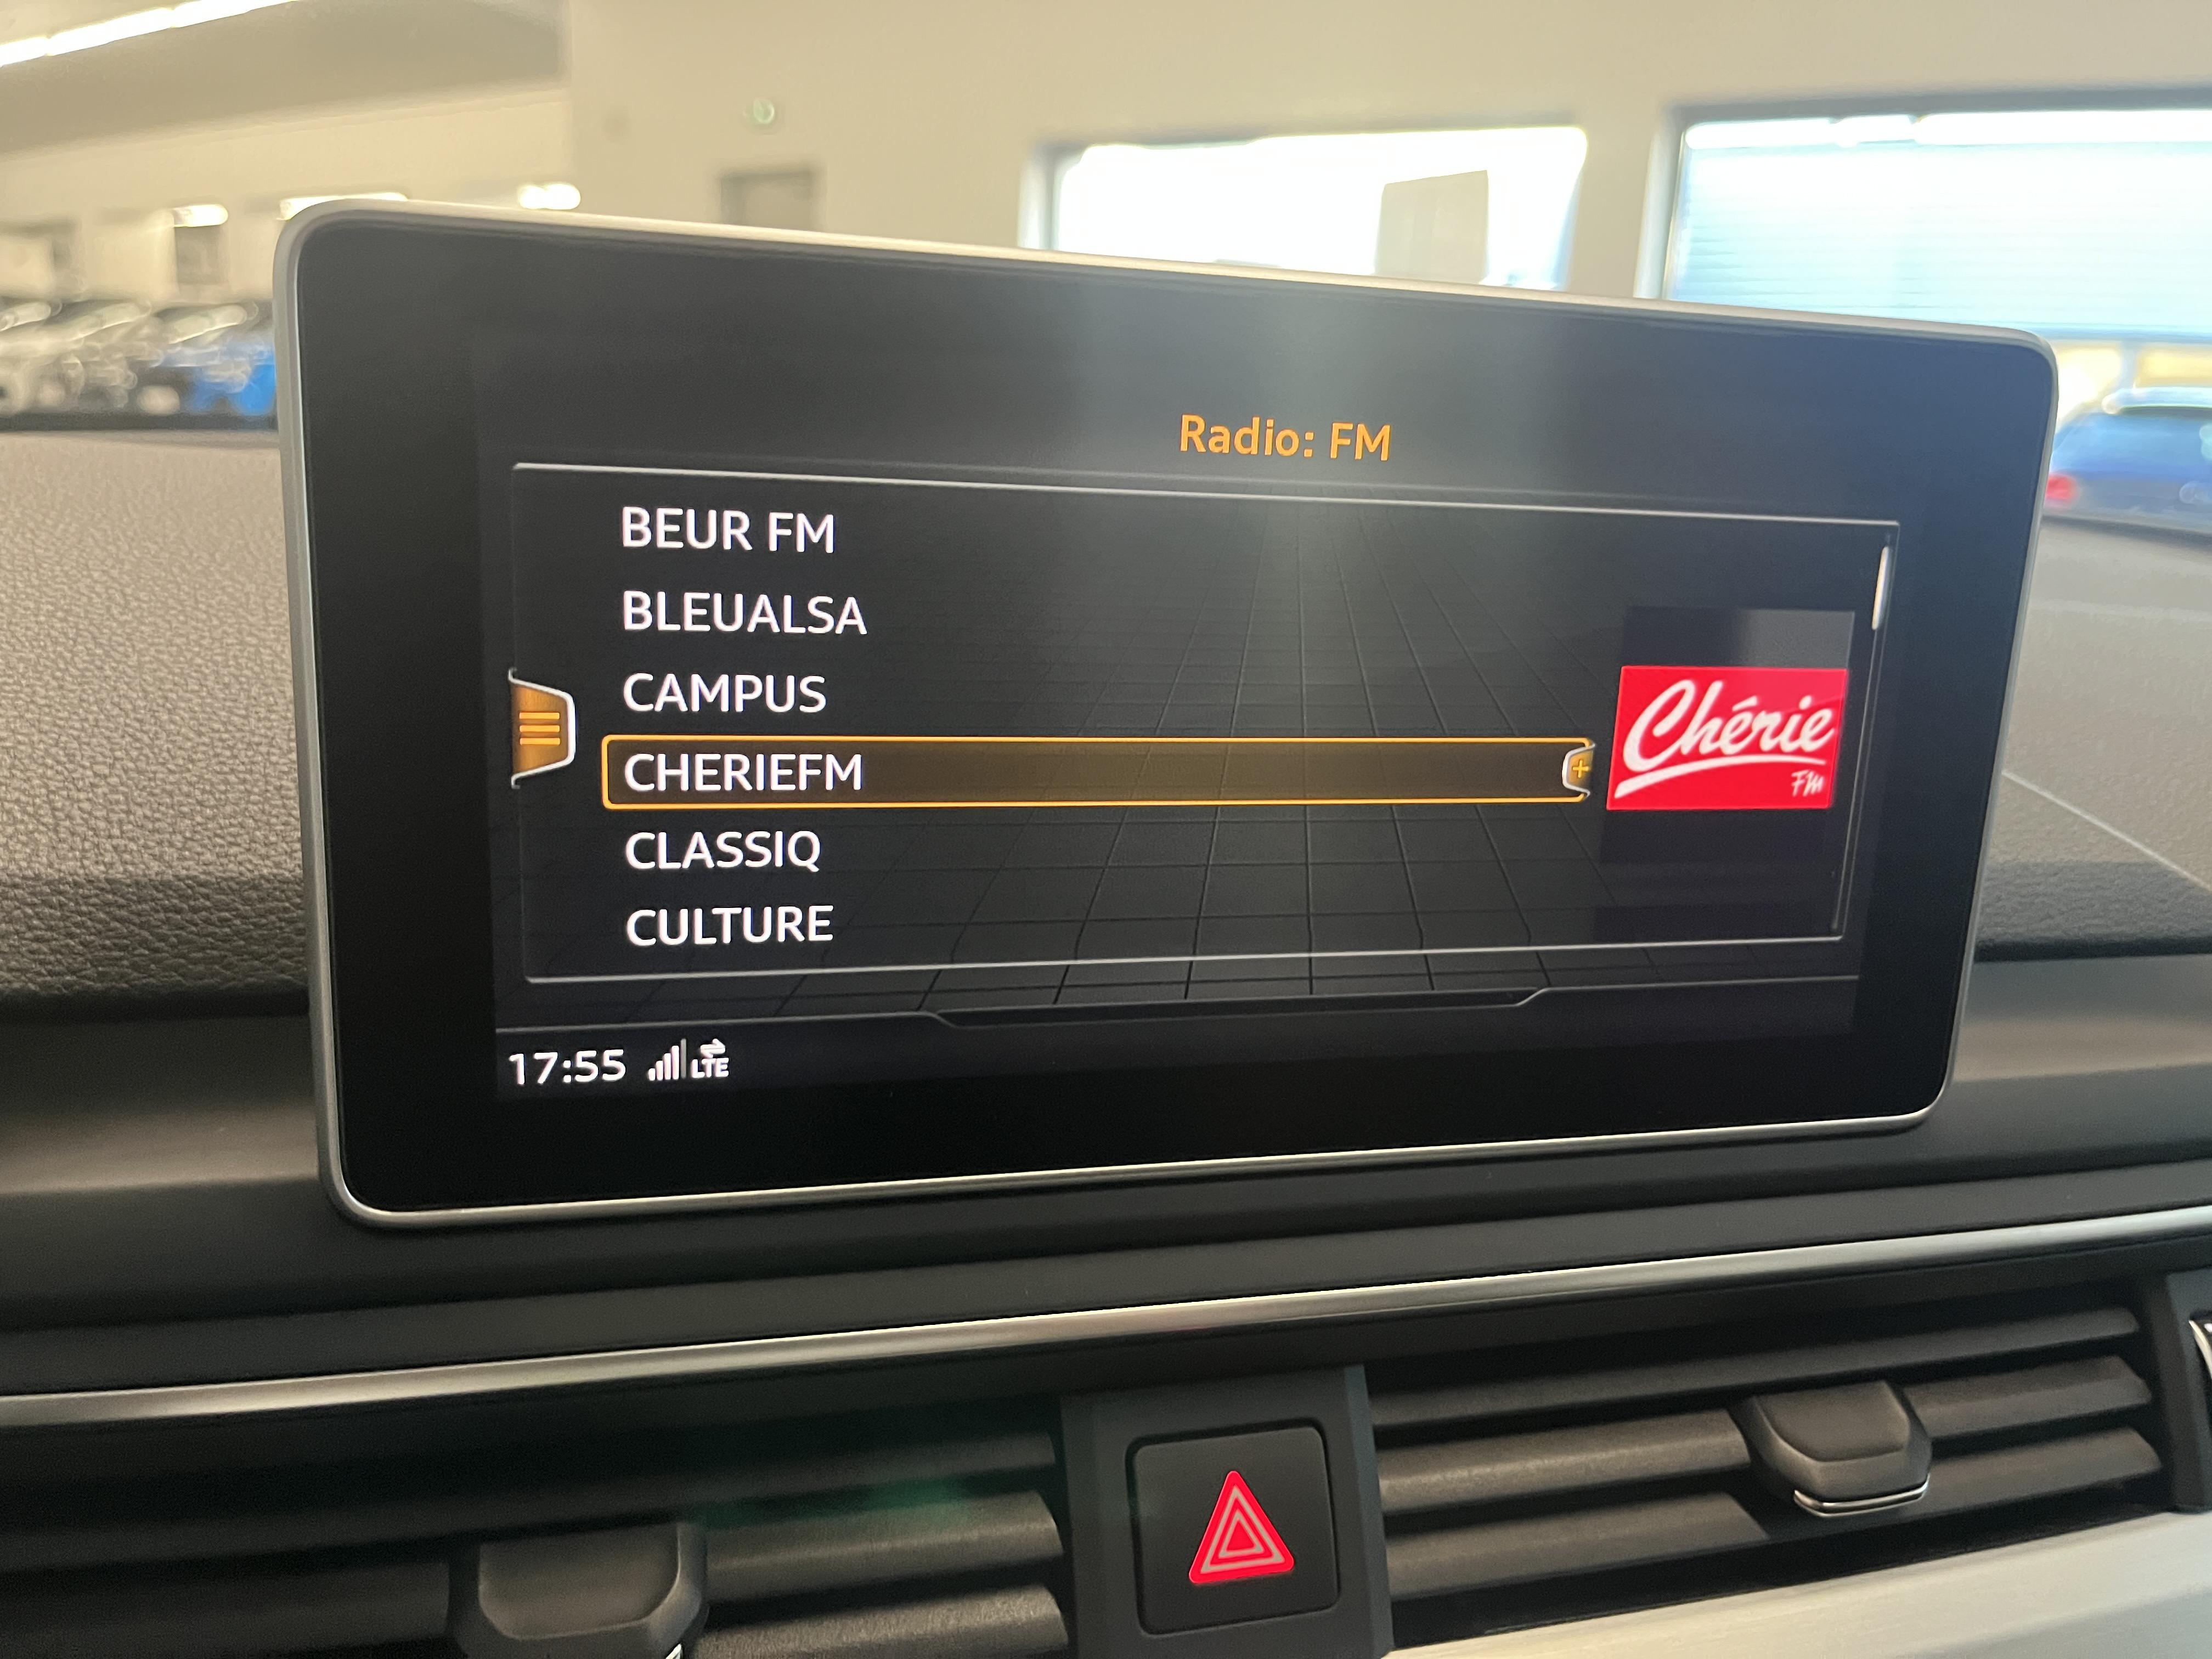 Radio: FM
BEUR FM
BLEUALSA
CAMPUS
CHERIEFM
Chérie
FM
CLASSIQ
CULTURE
17:55 LTE